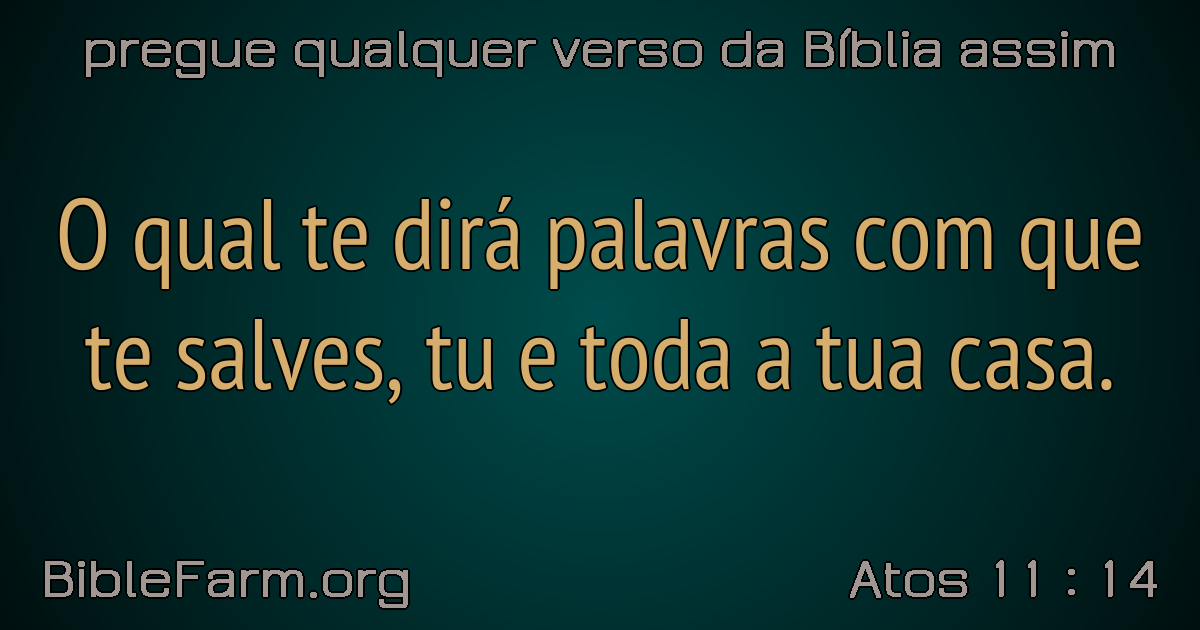 pregue qualquer verso da Bíblia assim
O qual te dirá palavras com que
te salves, tu e toda a tua casa.
BibleFarm.org
Atos 11 : 14